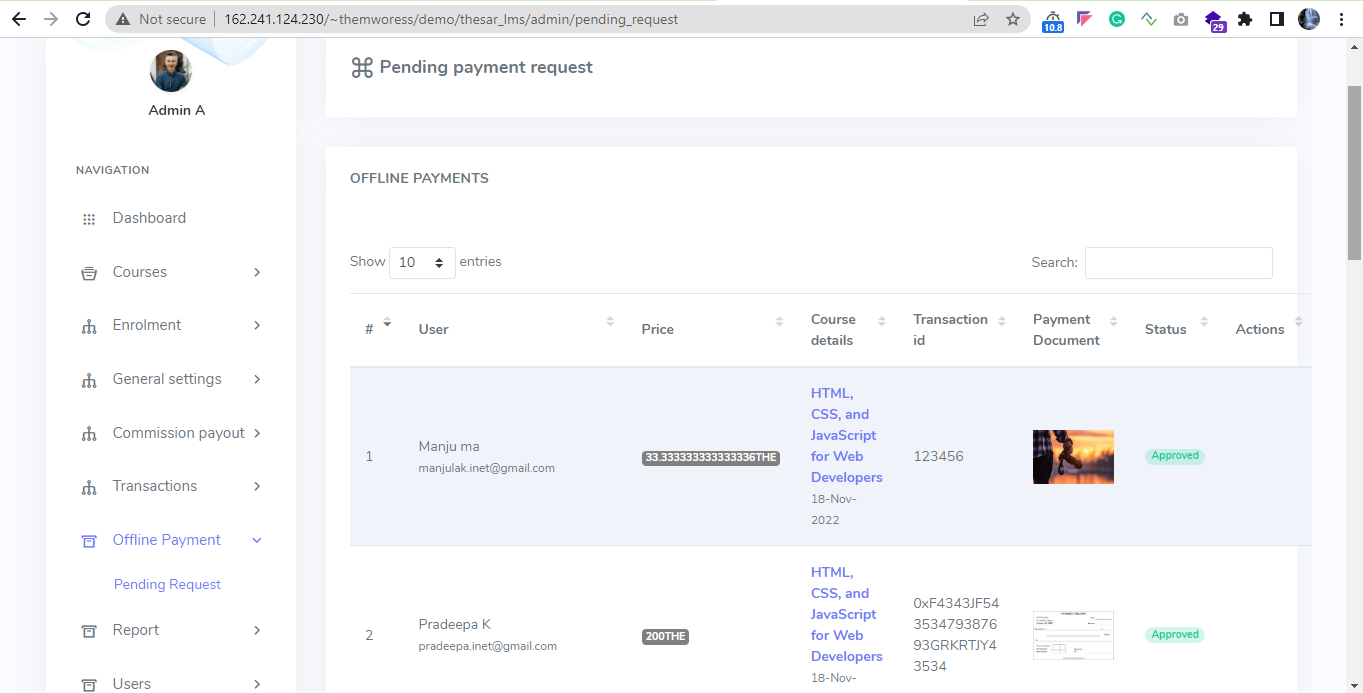 Not secure | 162.241.124.230/~themworess/demo/thesar_lms/admin/pending_request
10.8
29
Admin A
NAVIGATION
Dashboard
Courses
Enrolment
General settings
Commission payout
Transactions
Offline Payment
Pending Request
Report
Users
Pending payment request
OFFLINE PAYMENTS
Show 10 entries
Search:
# User Price Course details Transaction id Payment Document Status Actions
1
Manju ma
manjulak.inet@gmail.com
33.333333333333336THE
HTML,
CSS, and
JavaScript
for Web
Developers
18-Nov-
2022
123456
Approved
2
Pradeepa K
pradeepa.inet@gmail.com
200THE
HTML,
CSS, and
JavaScript
for Web
Developers
18-Nov-
0xF4343JF54
3534793876
93GRKRTJY4
3534
Approved